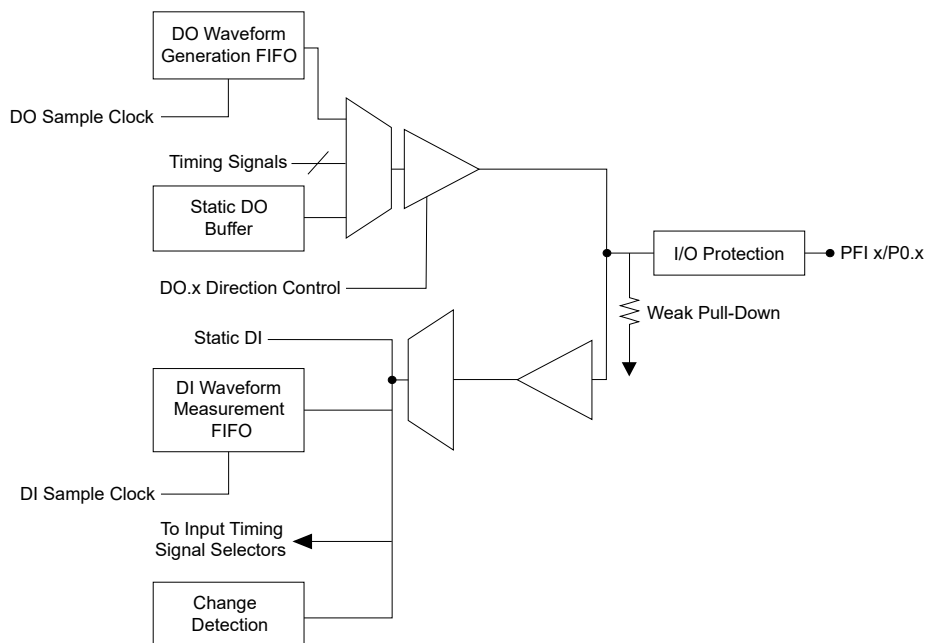 DO Waveform
Generation FIFO
DO Sample Clock
Timing Signals
Static DO
Buffer
I/O Protection
PFI x/P0.x
DO.x Direction Control
Weak Pull-Down
Static DI
DI Waveform
Measurement
FIFO
DI Sample Clock
To Input Timing
Signal Selectors
Change
Detection